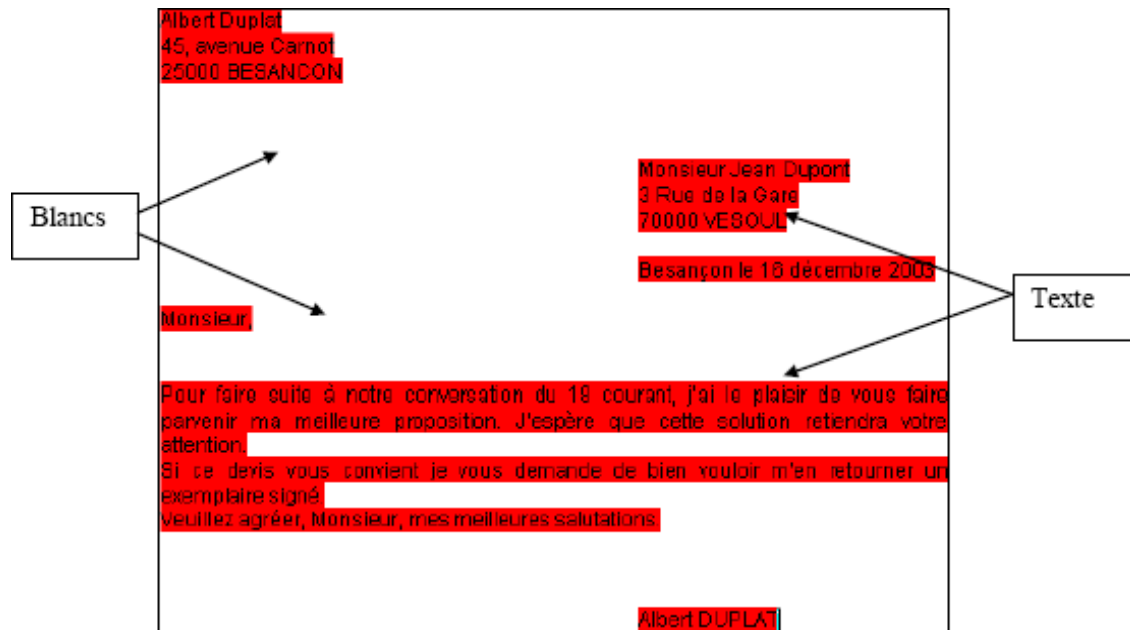 Albert Duplat
45, avenue Carnot
25000 BESANCON
Monsieur Jean Dupont
3 Rue de la Gare
70000 VESOUL
Blancs
Besançon le 16 décembre 2003
Texte
Monsieur,
Pour faire suite à notre conversation du 18 courant, j'ai le plaisir de vous faire
parvenir ma meilleure proposition. J'espère que cette solution retiendra votre
attention.
Si ce devis vous convient je vous demande de bien vouloir m'en retourner un
exemplaire signé.
Veuillez agréer, Monsieur, mes meilleures salutations.
Albert DUPLAT